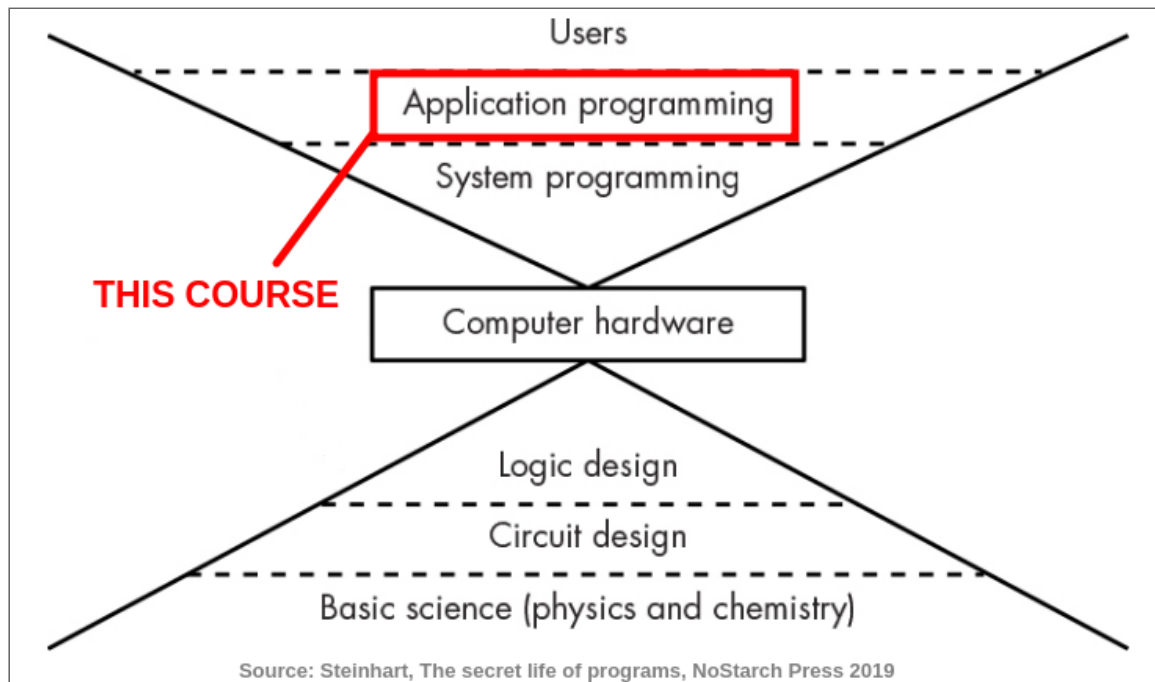 Users
Application programming
System programming
THIS COURSE
Computer hardware
Logic design
Circuit design
Basic science (physics and chemistry)
Source: Steinhart, The secret life of programs, NoStarch Press 2019